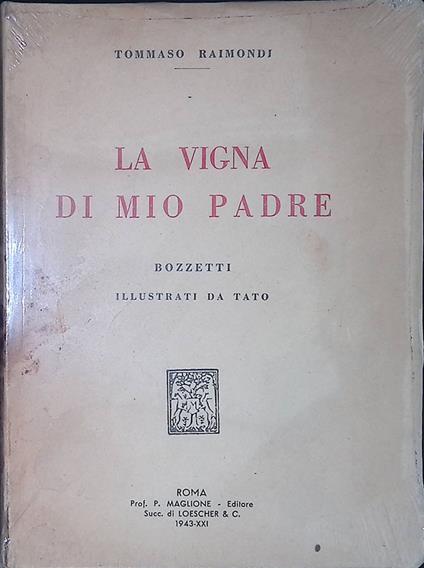 TOMMASO RAIMONDI
LA VIGNA
DI MIO PADRE
BOZZETTI
ILLUSTRATI DA TATO
ROMA
Prof. P. MAGLIONE - Editore
Succ. di LOESCHER & C.
1943-XXI